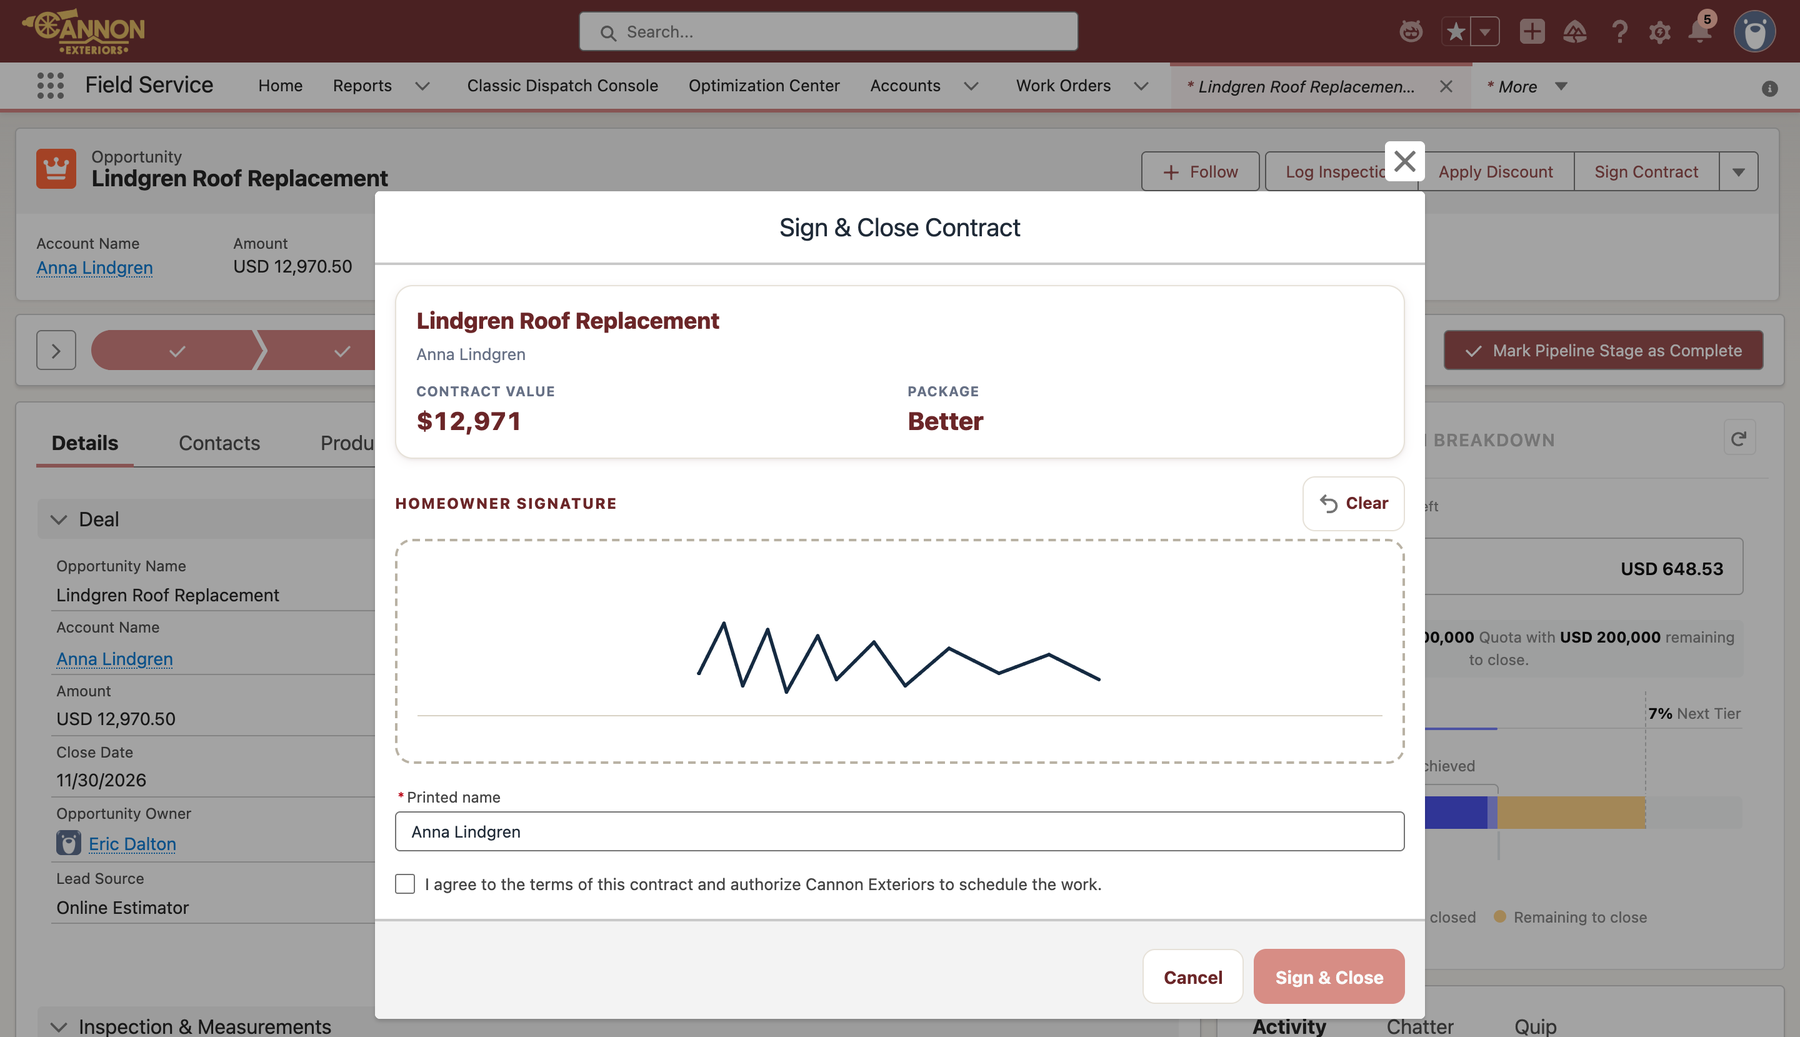 CANNON
•EXTERIORS•
Search...
5
Field Service
Home
Reports
Classic Dispatch Console
Optimization Center
Accounts
Work Orders
* Lindgren Roof Replacemen...
* More
Opportunity
Lindgren Roof Replacement
Follow
Log Inspectio
Apply Discount
Sign Contract
Account Name
Amount
Anna Lindgren
USD 12,970.50
Mark Pipeline Stage as Complete
Details
Contacts
Produ
Deal
Opportunity Name
Lindgren Roof Replacement
Account Name
Anna Lindgren
Amount
USD 12,970.50
Close Date
11/30/2026
Opportunity Owner
Eric Dalton
Lead Source
Online Estimator
Inspection & Measurements
Sign & Close Contract
Lindgren Roof Replacement
Anna Lindgren
CONTRACT VALUE
PACKAGE
$12,971
Better
HOMEOWNER SIGNATURE
Clear
* Printed name
Anna Lindgren
I agree to the terms of this contract and authorize Cannon Exteriors to schedule the work.
Cancel
Sign & Close
BREAKDOWN
eft
USD 648.53
00,000 Quota with USD 200,000 remaining
to close.
7% Next Tier
chieved
closed
Remaining to close
Activity
Chatter
Quip